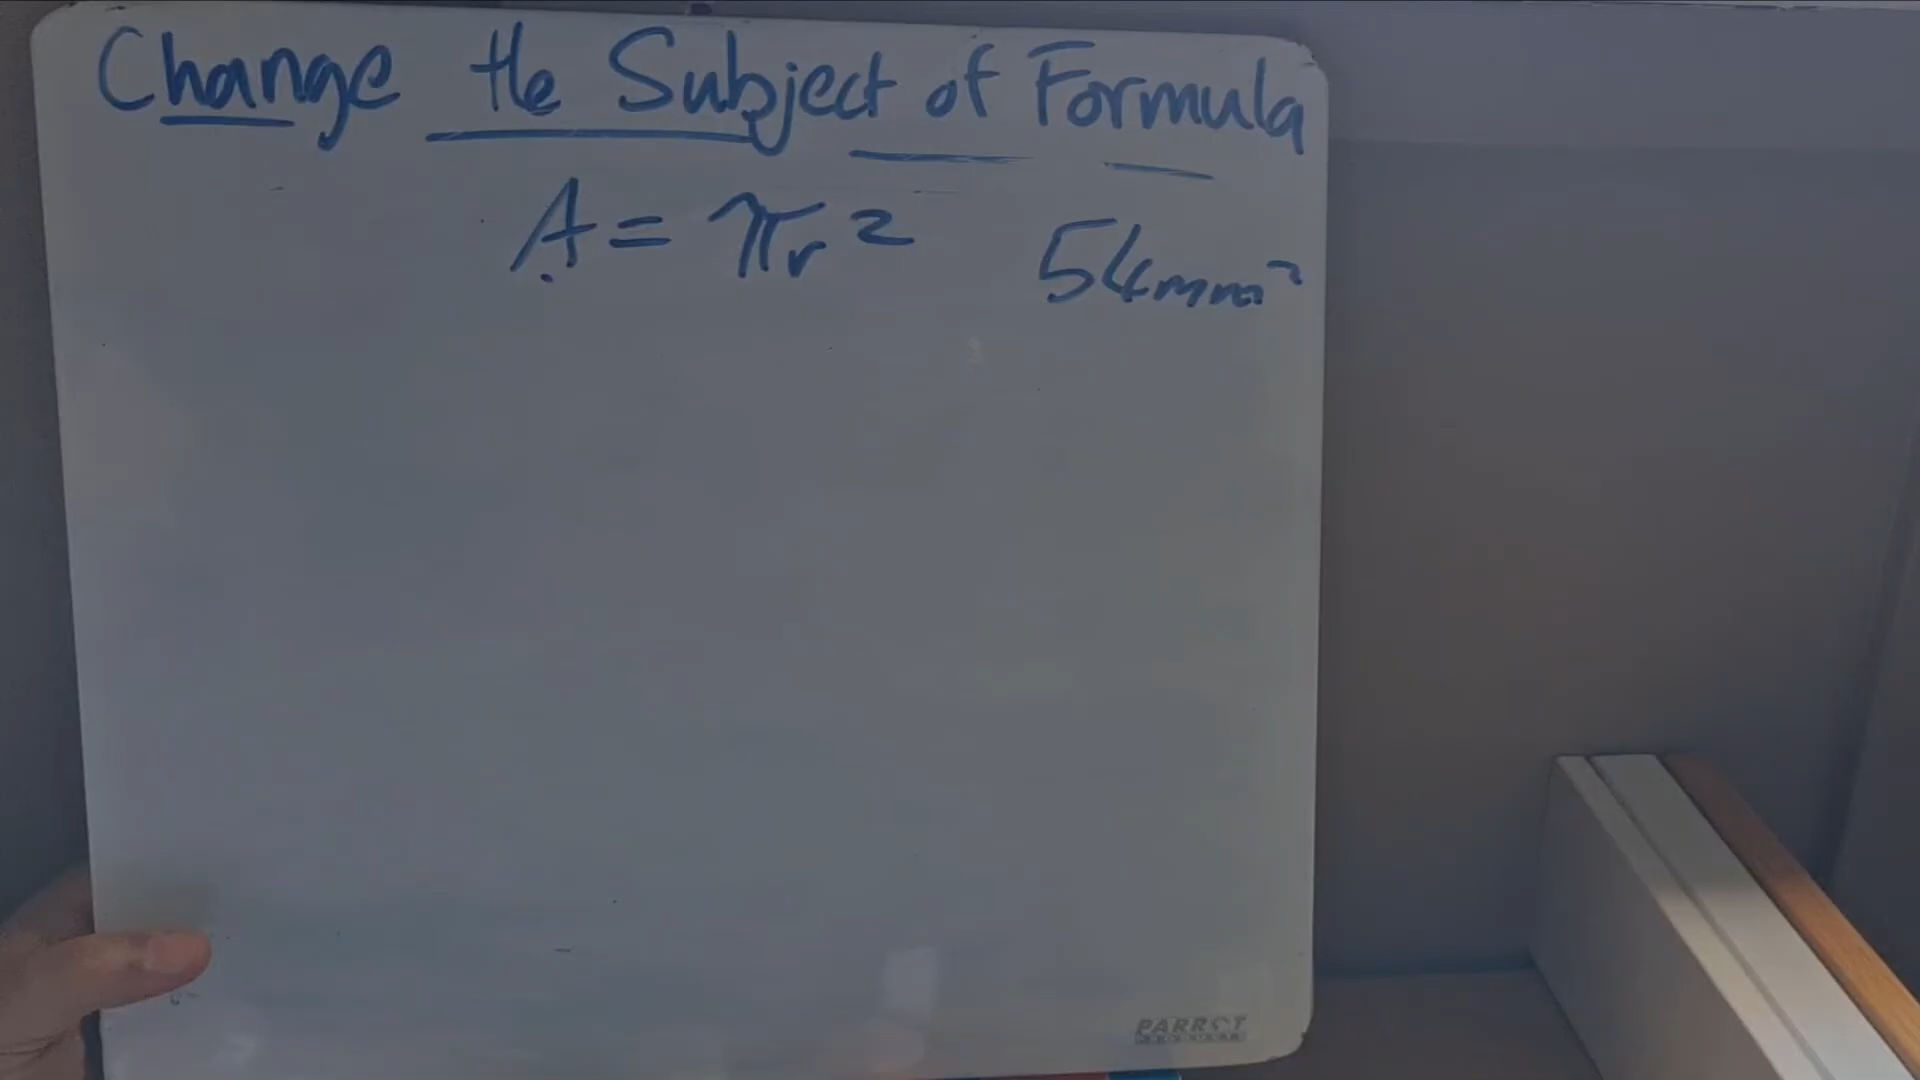 Change the Subject of Formula
A = πr² 54mm²
PARROT